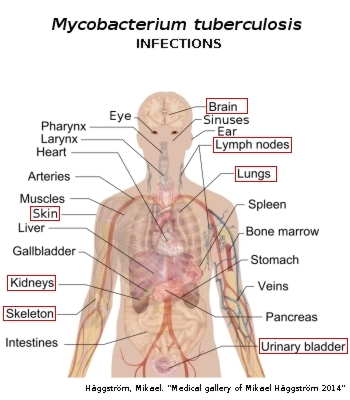 Mycobacterium tuberculosis
INFECTIONS
Brain
Eye
Sinuses
Pharynx
Ear
Larynx
Lymph nodes
Heart
Lungs
Arteries
Muscles
Spleen
Skin
Liver
Bone marrow
Gallbladder
Stomach
Kidneys
Veins
Skeleton
Pancreas
Intestines
Urinary bladder
Häggström, Mikael. "Medical gallery of Mikael Häggström 2014"